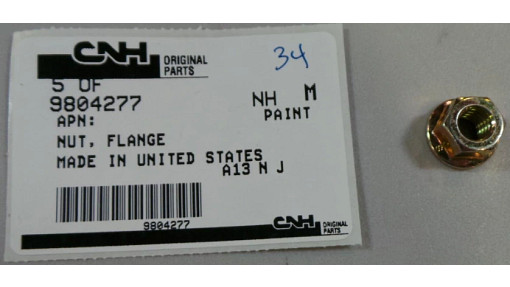 CNH ORIGINAL PARTS
34
5 OF
9804277
NH M
APN:
PAINT
NUT, FLANGE
MADE IN UNITED STATES
A13 N J
9804277
CNH ORIGINAL PARTS